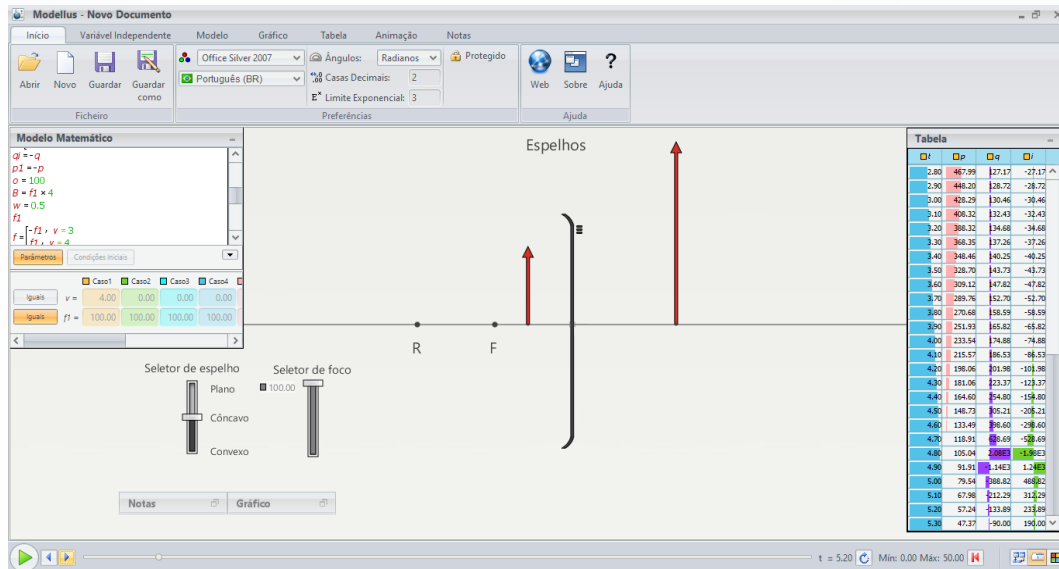 Modellus - Novo Documento
Início Variável Independente Modelo Gráfico Tabela Animação Notas
Abrir Novo Guardar Guardar como
Ficheiro
Office Silver 2007 Ângulos: Radianos Protegido
Português (BR) Casas Decimais: 2
Limite Exponencial: 3
Preferências
Web Sobre Ajuda
Ajuda
Modelo Matemático
qi = -q
p1 = -p
o = 100
B = f1 × 4
w = 0.5
f1
f = -f1 , v = 3
f1 , v = 4
Parâmetros Condições Iniciais
Caso1 Caso2 Caso3 Caso4
Iguais v = 4.00 0.00 0.00 0.00
Iguais f1 = 100.00 100.00 100.00 100.00
Espelhos
R F
Seletor de espelho Seletor de foco
Plano 100.00
Côncavo
Convexo
Notas Gráfico
Tabela
t p q i
2.80 467.99 127.17 -27.17
2.90 448.20 128.72 -28.72
3.00 428.29 130.46 -30.46
3.10 408.32 132.43 -32.43
3.20 388.32 134.68 -34.68
3.30 368.35 137.26 -37.26
3.40 348.46 140.25 -40.25
3.50 328.70 143.73 -43.73
3.60 309.12 147.82 -47.82
3.70 289.76 152.70 -52.70
3.80 270.68 158.59 -58.59
3.90 251.93 165.82 -65.82
4.00 233.54 174.88 -74.88
4.10 215.57 186.53 -86.53
4.20 198.06 201.98 -101.98
4.30 181.06 223.37 -123.37
4.40 164.60 254.80 -154.80
4.50 148.73 305.21 -205.21
4.60 133.49 398.60 -298.60
4.70 118.91 628.69 -528.69
4.80 105.04 2.08E3 -1.98E3
4.90 91.91 -1.14E3 1.24E3
5.00 79.54 -388.82 488.82
5.10 67.98 -212.29 312.29
5.20 57.24 -133.89 233.89
5.30 47.37 -90.00 190.00
t = 5.20 Mín: 0.00 Máx: 50.00